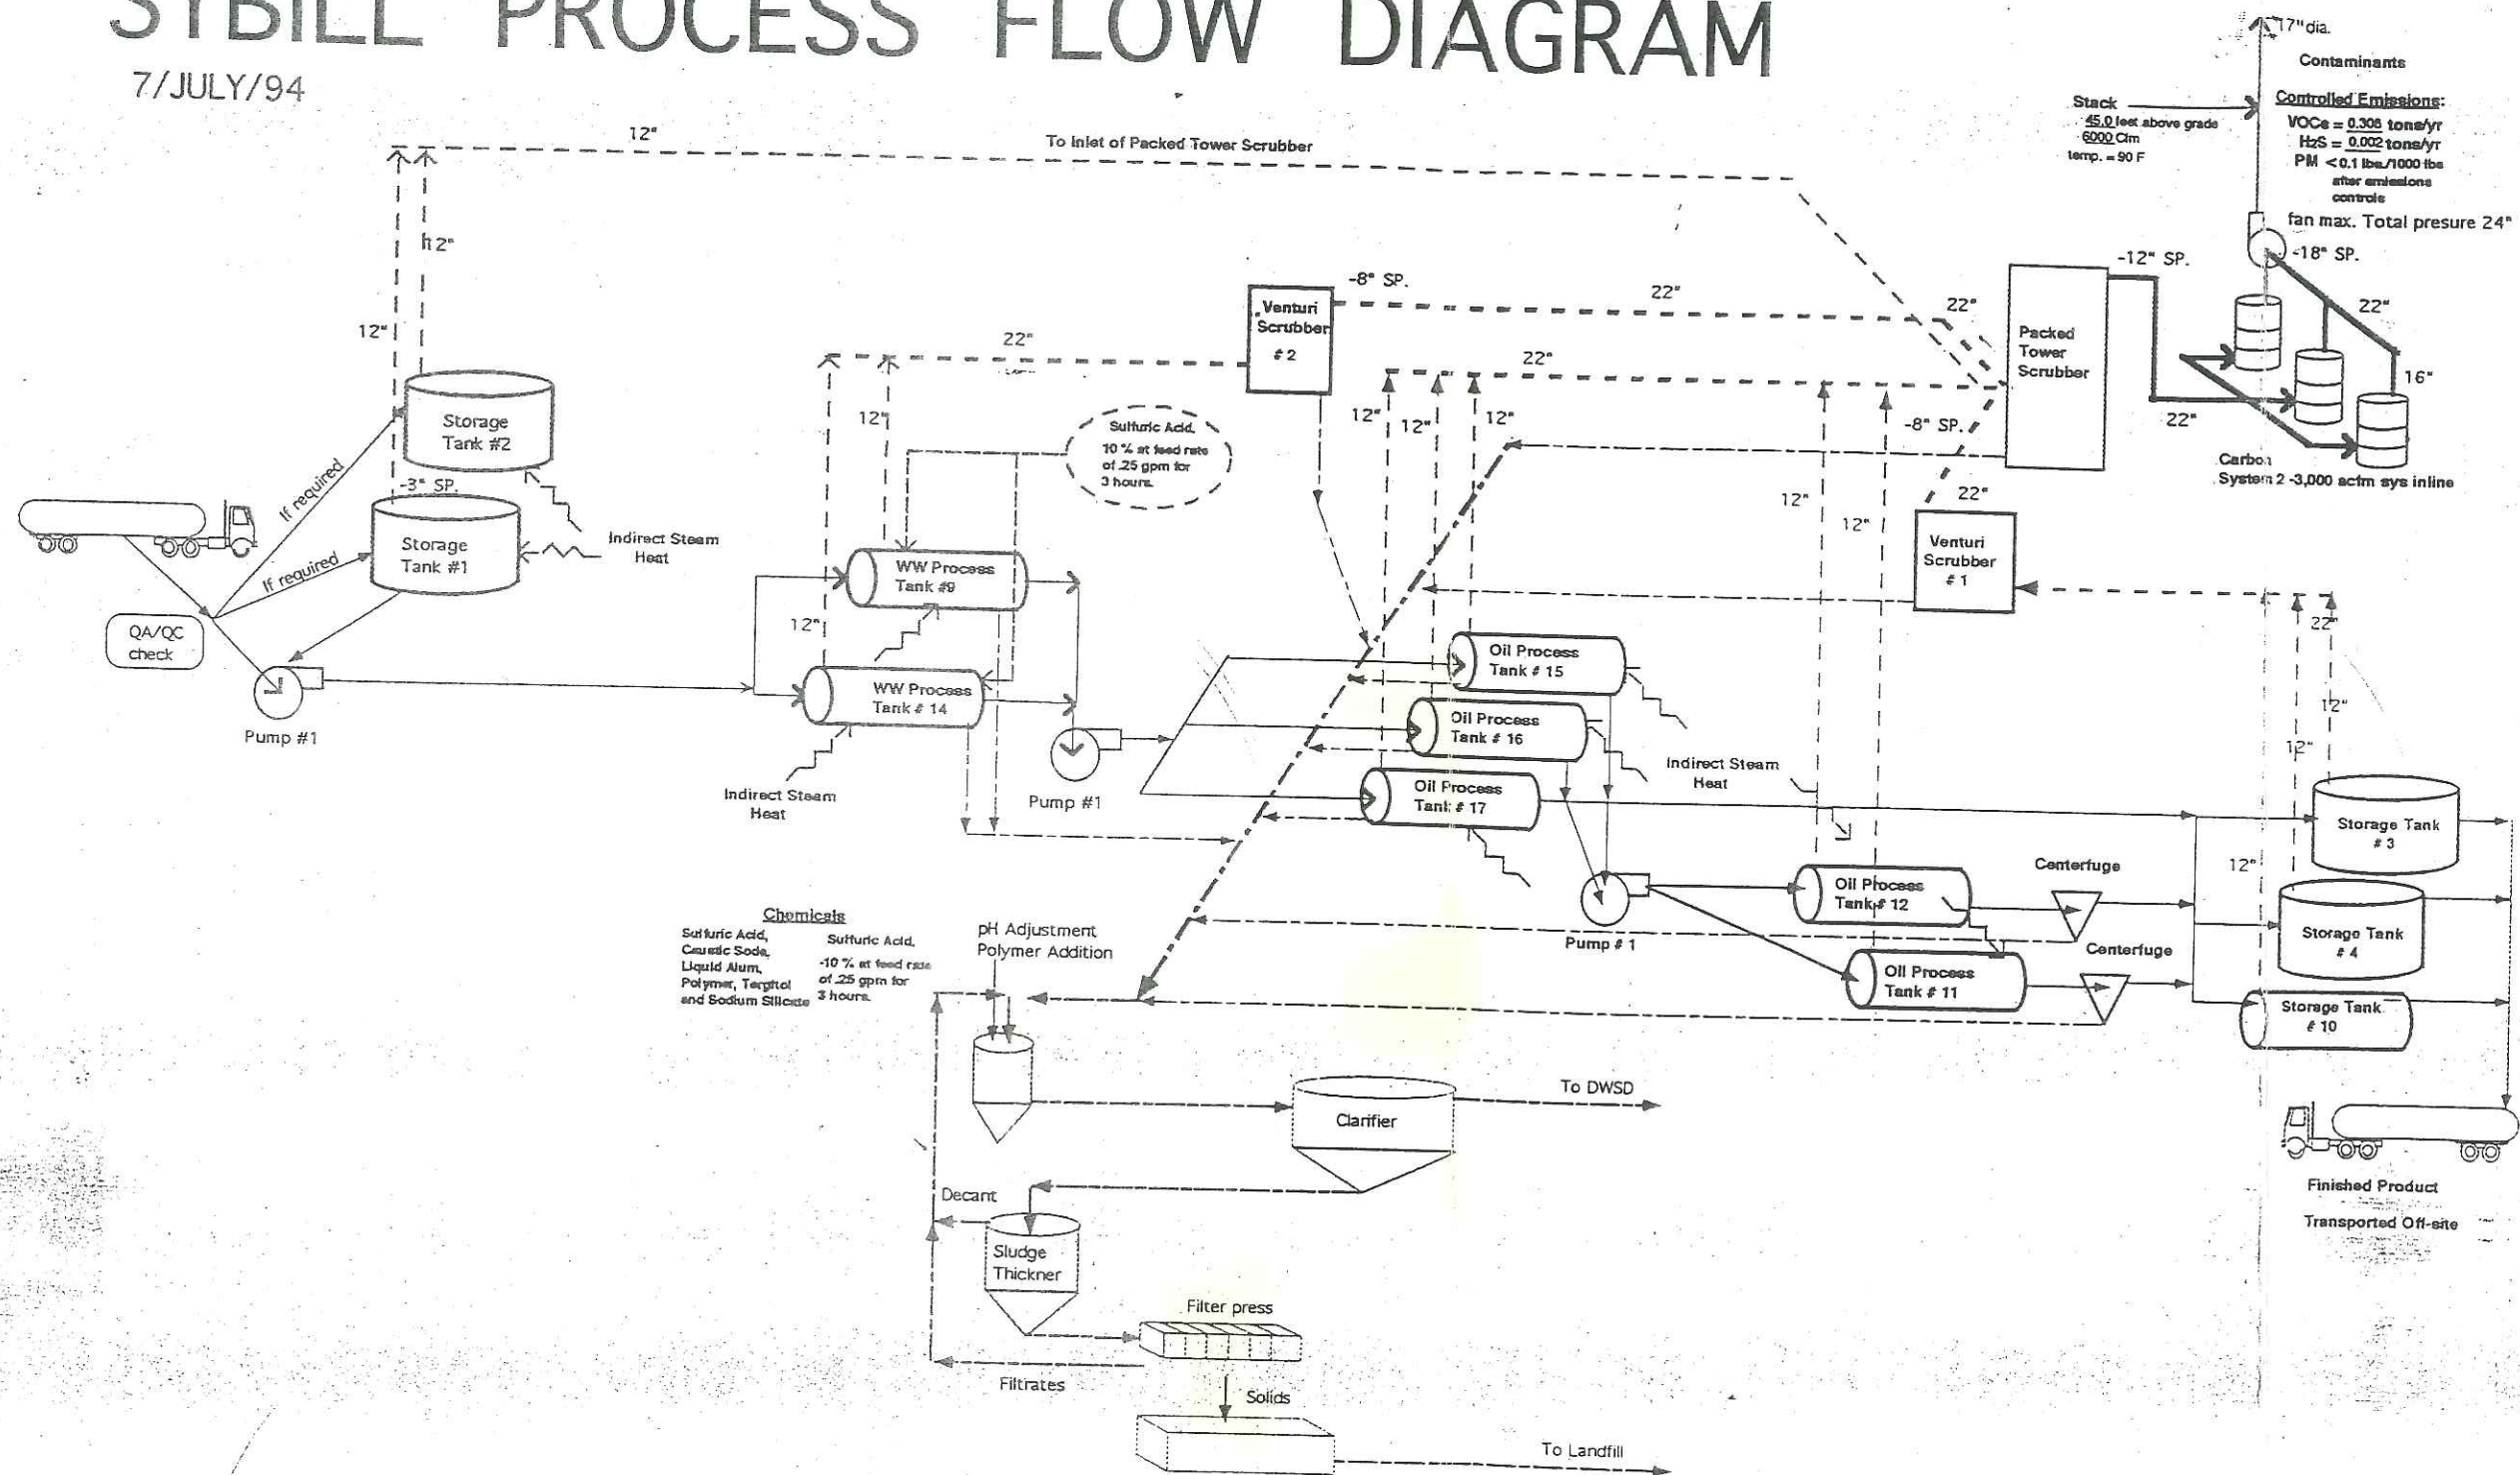 SYBILL PROCESS FLOW DIAGRAM
7/JULY/94
17" dia.
Contaminants
Stack
45.0 feet above grade
6000 Cfm
temp. = 90 F
Controlled Emissions:
VOCs = 0.306 tons/yr
H2S = 0.002 tons/yr
PM < 0.1 lbs./1000 lbs
after emissions
controls
fan max. Total presure 24"
-18" SP.
12"
To Inlet of Packed Tower Scrubber
12"
12"
-12" SP.
22"
16"
22"
Carbon
System 2 -3,000 acfm sys inline
Packed
Tower
Scrubber
Venturi
Scrubber
# 2
-8" SP.
22"
22"
22"
22"
12"
12"
12"
12"
12"
12"
-8" SP.
22"
Venturi
Scrubber
# 1
22"
12"
12"
12"
Sulfuric Acid.
10 % at feed rate
of .25 gpm for
3 hours.
Storage
Tank #2
-3" SP.
Storage
Tank #1
If required
If required
Indirect Steam
Heat
QA/QC
check
Pump #1
WW Process
Tank #9
12"
WW Process
Tank # 14
Indirect Steam
Heat
Pump #1
Oil Process
Tank # 15
Oil Process
Tank # 16
Oil Process
Tank # 17
Indirect Steam
Heat
Pump # 1
Oil Process
Tank # 12
Oil Process
Tank # 11
Centerfuge
Centerfuge
Storage Tank
# 3
Storage Tank
# 4
Storage Tank
# 10
Finished Product
Transported Off-site
Chemicals
Sulfuric Acid,
Caustic Soda,
Liquid Alum,
Polymer, Tergitol
and Sodium Silicate
Sulfuric Acid.
-10 % at feed rate
of .25 gpm for
3 hours.
pH Adjustment
Polymer Addition
Clarifier
To DWSD
Decant
Sludge
Thickner
Filter press
Filtrates
Solids
To Landfill